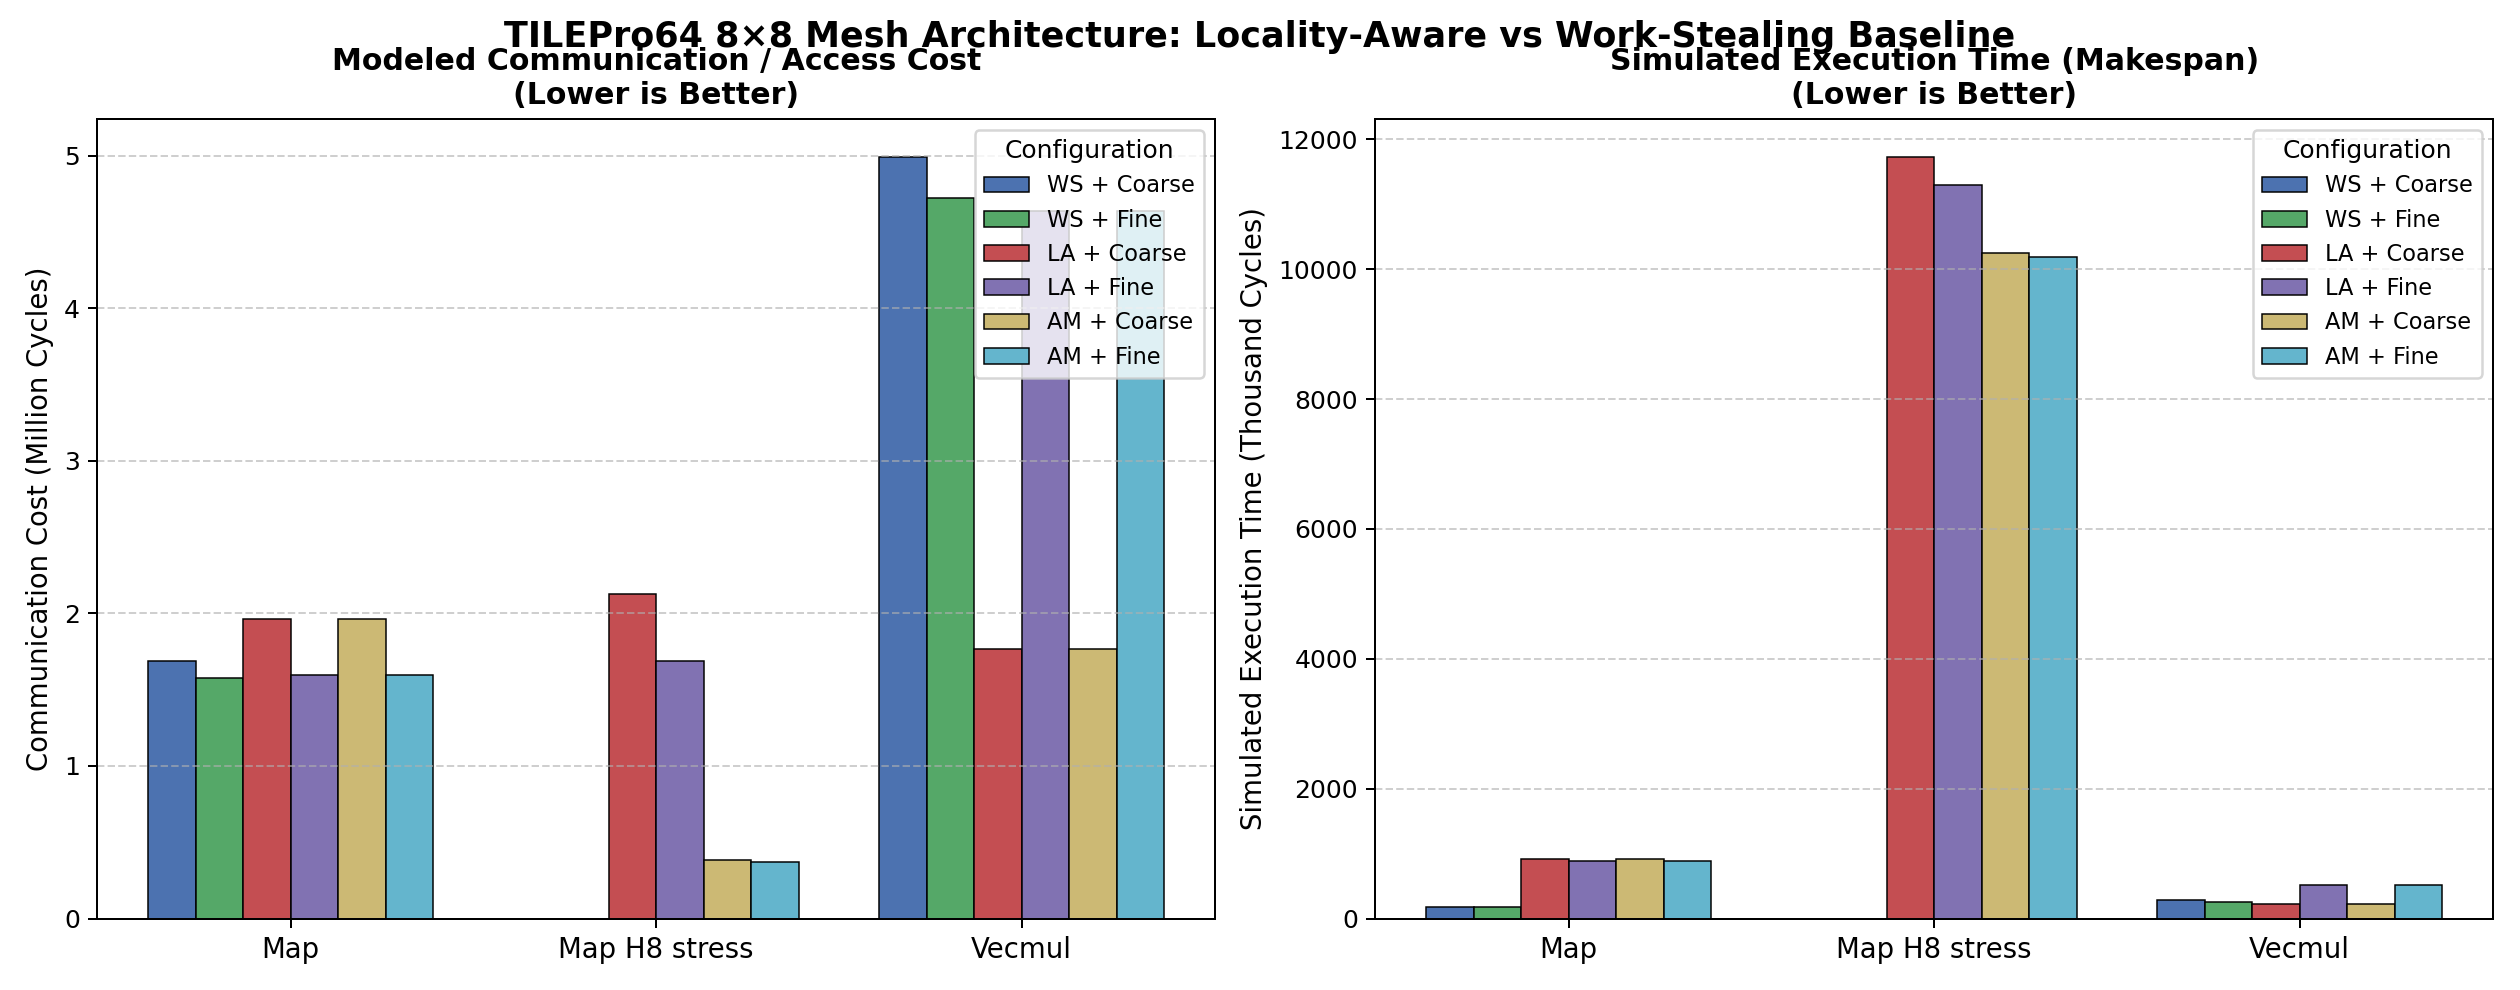 TILEPro64 8×8 Mesh Architecture: Locality-Aware vs Work-Stealing Baseline
Modeled Communication / Access Cost
(Lower is Better)
Communication Cost (Million Cycles)
5
4
3
2
1
0
Configuration
WS + Coarse
WS + Fine
LA + Coarse
LA + Fine
AM + Coarse
AM + Fine
Map
Map H8 stress
Vecmul
Simulated Execution Time (Makespan)
(Lower is Better)
Simulated Execution Time (Thousand Cycles)
12000
10000
8000
6000
4000
2000
0
Configuration
WS + Coarse
WS + Fine
LA + Coarse
LA + Fine
AM + Coarse
AM + Fine
Map
Map H8 stress
Vecmul